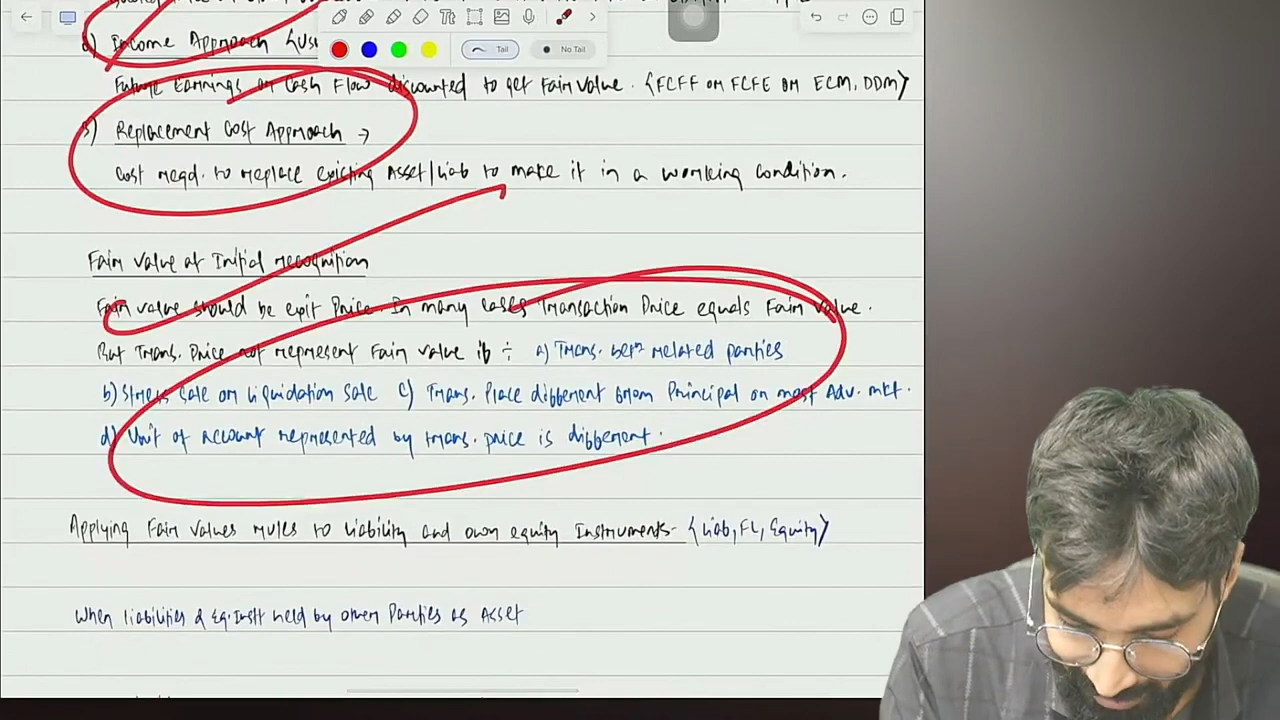 Tail
No Tail
2) Income Approach {Us
Future Earnings or Cash Flow discounted to get Fair value. {FCFF or FCFE or ECM, DDM}
3) Replacement Cost Approach →
Cost reqd. to replace existing Asset/Liab to make it in a working condition.
Fair Value at Initial recognition
Fair value should be exit Price. In many cases Transaction Price equals Fair value.
But Trans. Price not represent Fair value if ÷ a) Trans. betn related parties
b) Stress Sale or Liquidation Sale c) Trans. Place different from Principal or most Adv. mkt.
d) Unit of Account represented by trans. price is different.
Applying Fair values rules to liability and own equity Instruments- {Liab, FL, Equity}
When liabilities & Eq. Instt held by other Parties as Asset